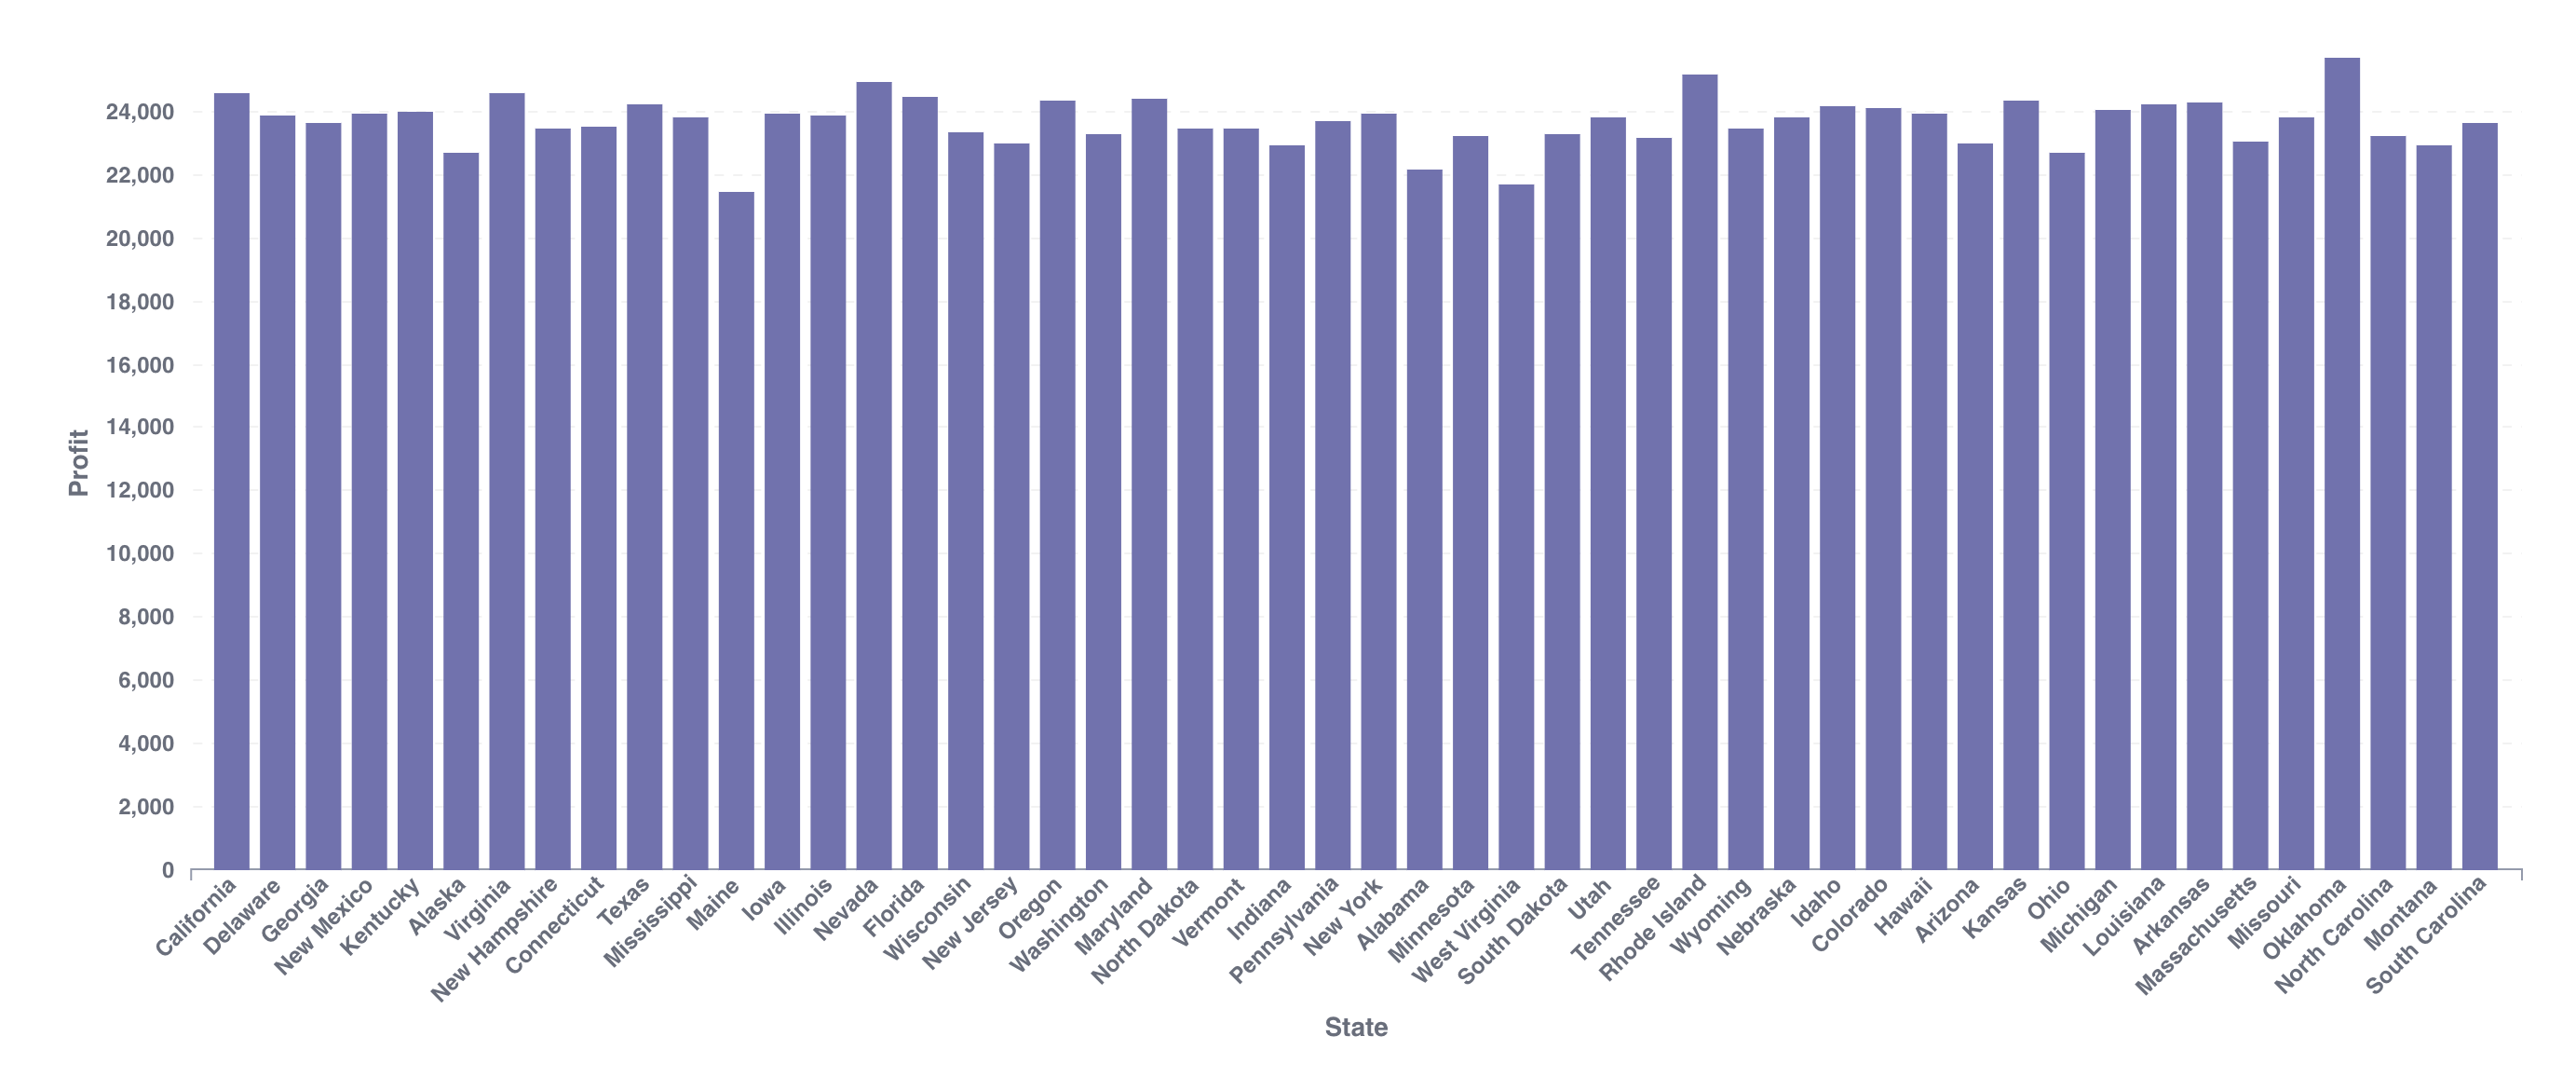 24,000
22,000
20,000
18,000
16,000
14,000
12,000
10,000
8,000
6,000
4,000
2,000
0
Profit
California
Delaware
Georgia
New Mexico
Kentucky
Alaska
Virginia
New Hampshire
Connecticut
Texas
Mississippi
Maine
Iowa
Illinois
Nevada
Florida
Wisconsin
New Jersey
Oregon
Washington
Maryland
North Dakota
Vermont
Indiana
Pennsylvania
New York
Alabama
Minnesota
West Virginia
South Dakota
Utah
Tennessee
Rhode Island
Wyoming
Nebraska
Idaho
Colorado
Hawaii
Arizona
Kansas
Ohio
Michigan
Louisiana
Arkansas
Massachusetts
Missouri
Oklahoma
North Carolina
Montana
South Carolina
State